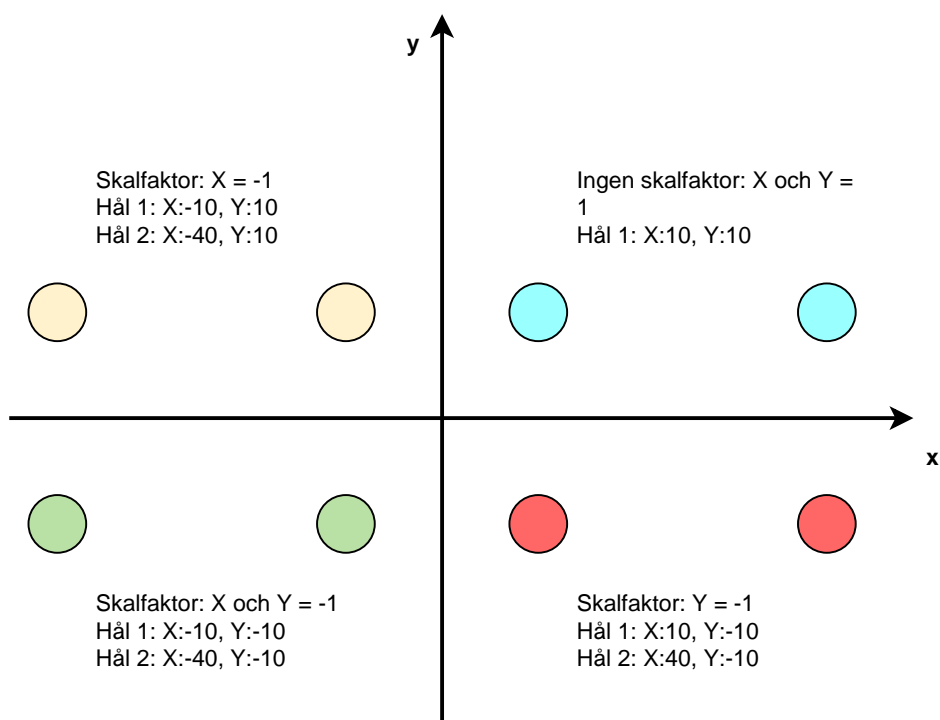 y
Skalfaktor: X = -1
Hål 1: X:-10, Y:10
Hål 2: X:-40, Y:10
Ingen skalfaktor: X och Y =
1
Hål 1: X:10, Y:10
x
Skalfaktor: X och Y = -1
Hål 1: X:-10, Y:-10
Hål 2: X:-40, Y:-10
Skalfaktor: Y = -1
Hål 1: X:10, Y:-10
Hål 2: X:40, Y:-10